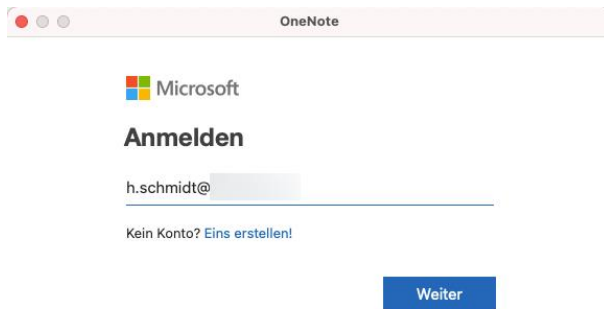 OneNote
Microsoft
Anmelden
h.schmidt@
Kein Konto? Eins erstellen!
Weiter